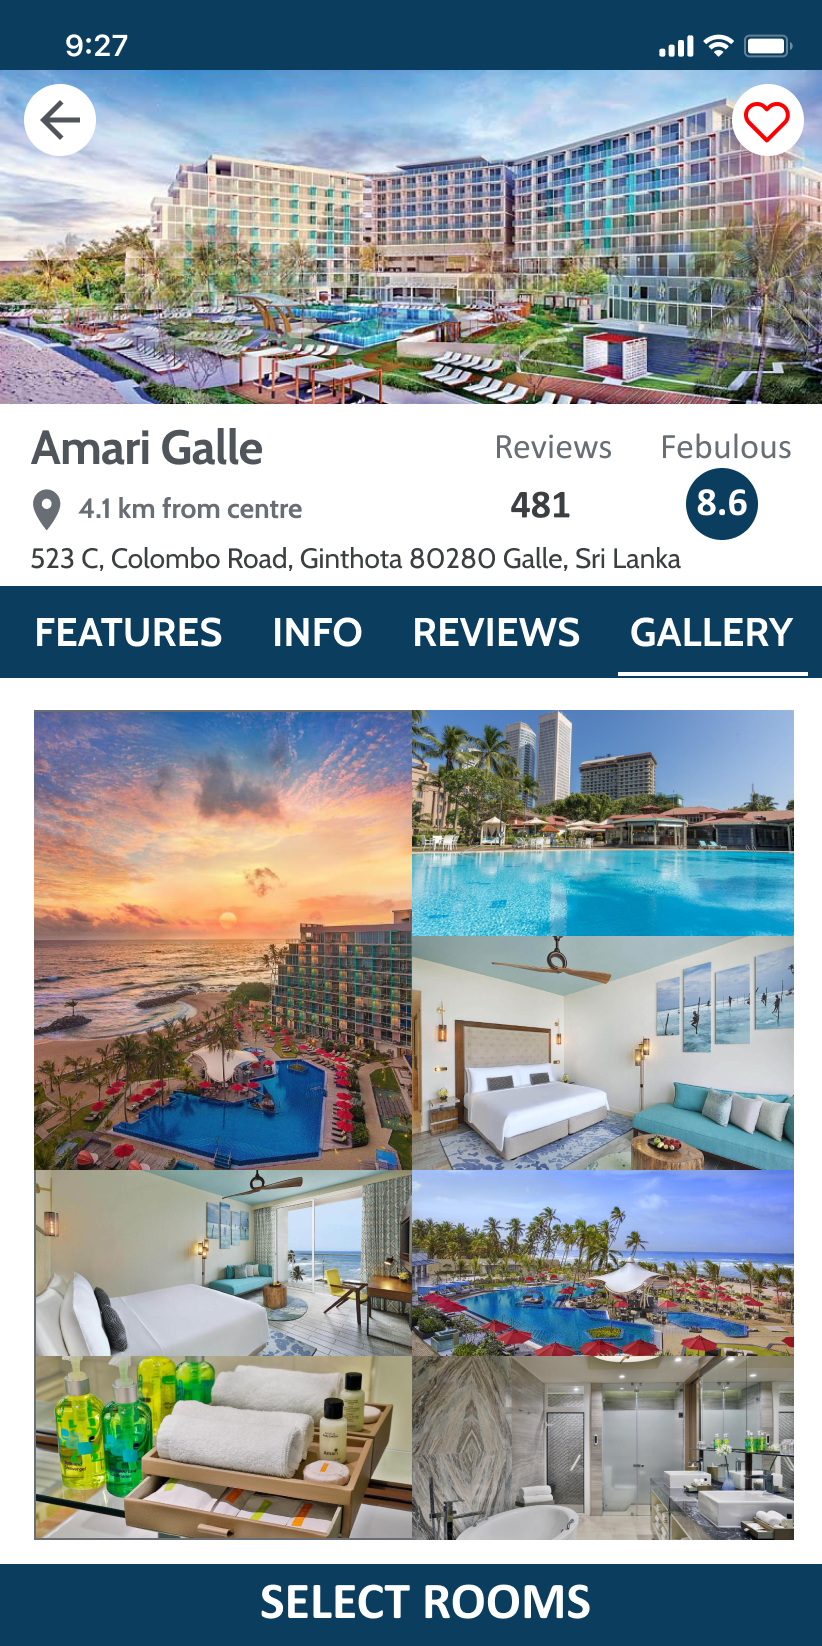 9:27
Amari Galle
Reviews
Febulous
4.1 km from centre
481
8.6
523 C, Colombo Road, Ginthota 80280 Galle, Sri Lanka
FEATURES INFO REVIEWS GALLERY
SELECT ROOMS